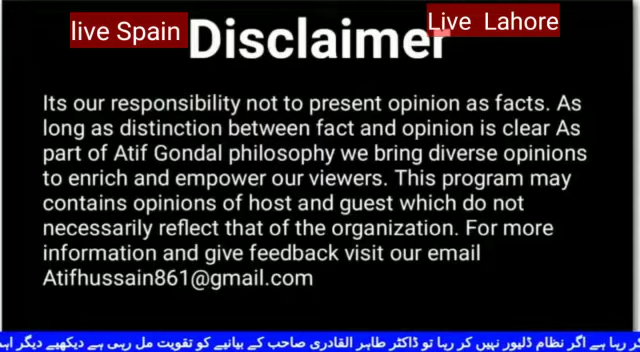 live Spain
Live Lahore
Disclaimer
Its our responsibility not to present opinion as facts. As
long as distinction between fact and opinion is clear As
part of Atif Gondal philosophy we bring diverse opinions
to enrich and empower our viewers. This program may
contains opinions of host and guest which do not
necessarily reflect that of the organization. For more
information and give feedback visit our email
Atifhussain861@gmail.com
کر رہا ہے اگر نظام ڈلیور نہیں کر رہا تو ڈاکٹر طاہر القادری صاحب کے بیانیے کو تقویت مل رہی ہے دیکھیے دیگر